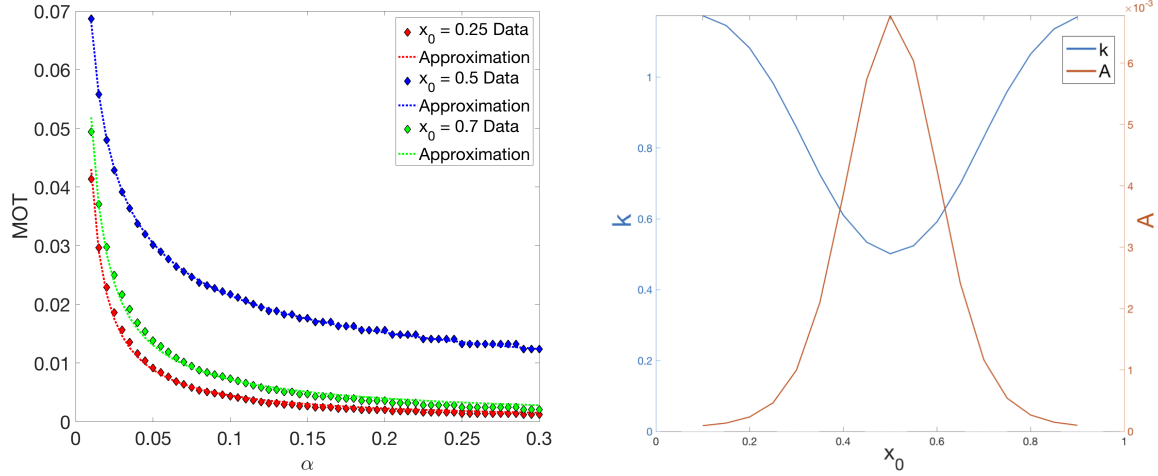 0.07
0.06
0.05
0.04
0.03
0.02
0.01
0
MOT
0
0.05
0.1
0.15
0.2
0.25
0.3
α
x0 = 0.25 Data
Approximation
x0 = 0.5 Data
Approximation
x0 = 0.7 Data
Approximation
1
0.8
0.6
0.4
0.2
0
k
0
0.2
0.4
0.6
0.8
1
x0
k
A
×10-3
6
5
4
3
2
1
0
A